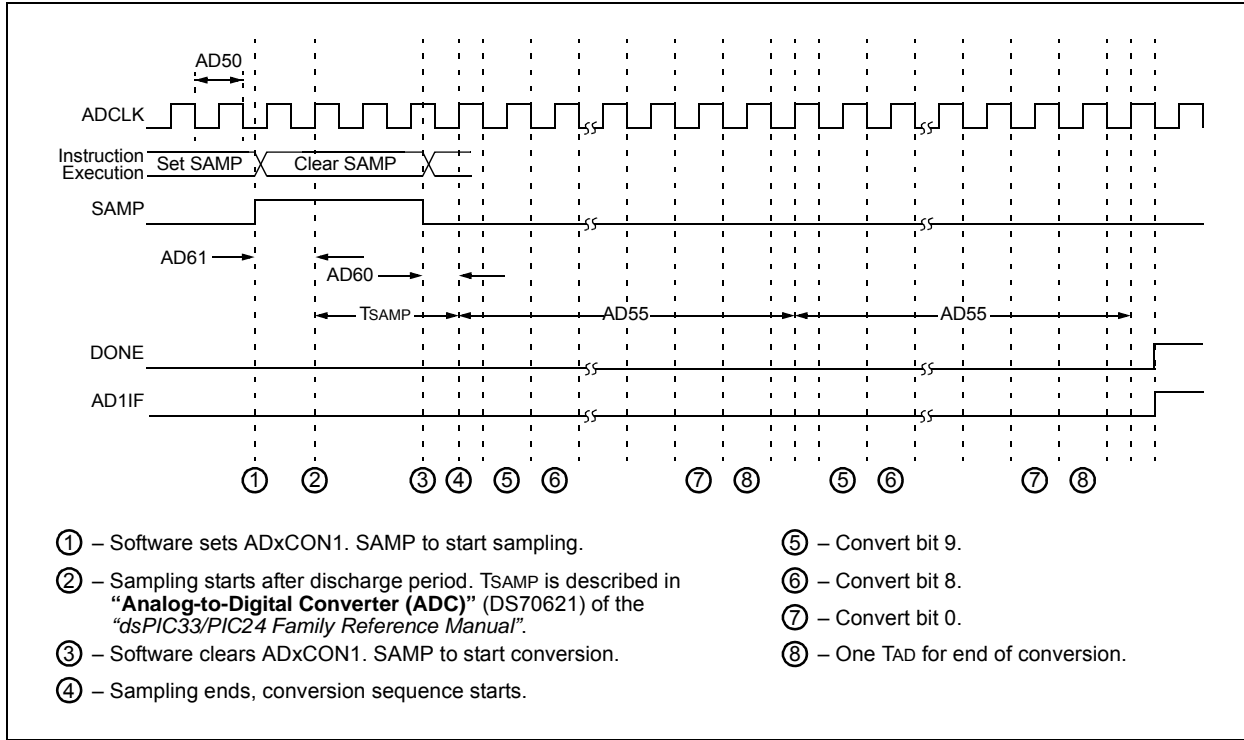 AD50
ADCLK
Instruction
Execution
Set SAMP
Clear SAMP
SAMP
AD61
AD60
TSAMP
AD55
AD55
DONE
AD1IF
① ② ③ ④ ⑤ ⑥ ⑦ ⑧ ⑤ ⑥ ⑦ ⑧
① – Software sets ADxCON1. SAMP to start sampling.
② – Sampling starts after discharge period. TSAMP is described in
“Analog-to-Digital Converter (ADC)” (DS70621) of the
“dsPIC33/PIC24 Family Reference Manual”.
③ – Software clears ADxCON1. SAMP to start conversion.
④ – Sampling ends, conversion sequence starts.
⑤ – Convert bit 9.
⑥ – Convert bit 8.
⑦ – Convert bit 0.
⑧ – One TAD for end of conversion.